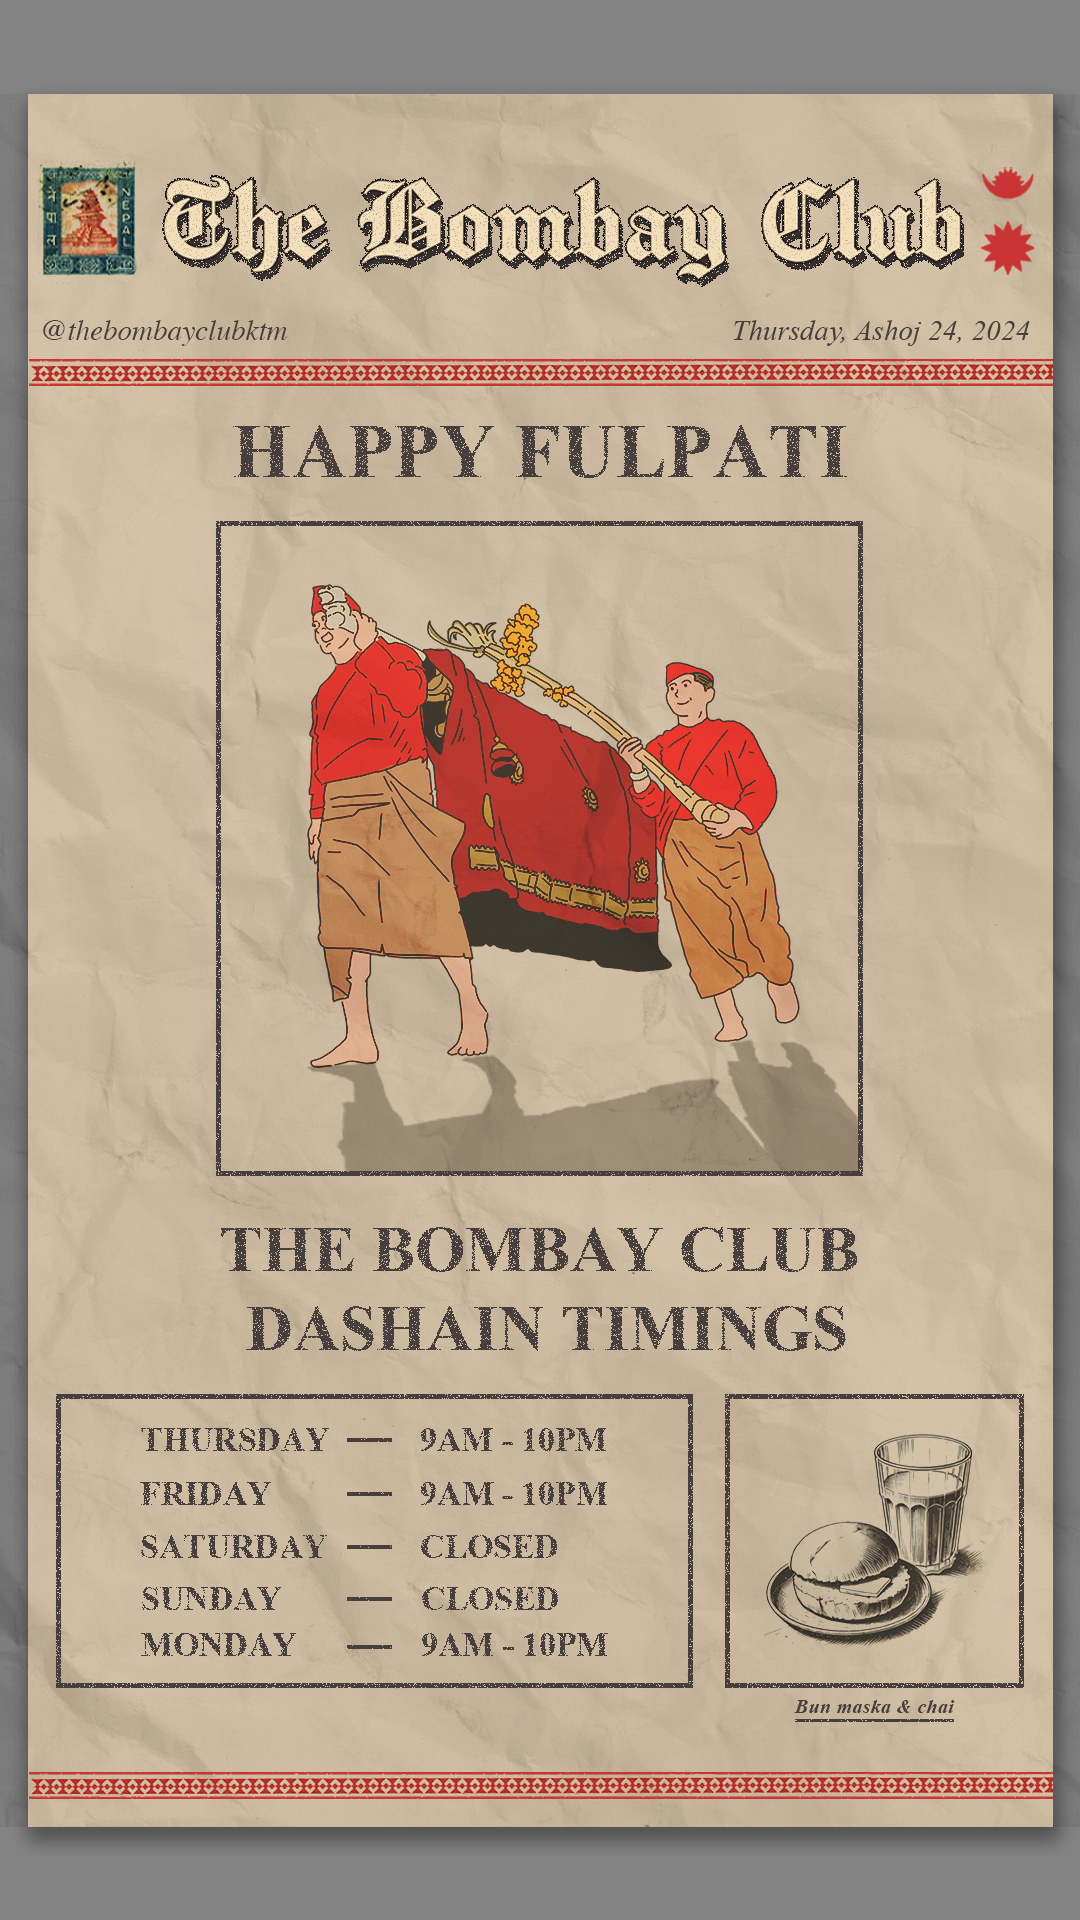 The Bombay Club
NEPAL
@thebombayclubktm
Thursday, Ashoj 24, 2024
HAPPY FULPATI
THE BOMBAY CLUB
DASHAIN TIMINGS
THURSDAY — 9AM - 10PM
FRIDAY — 9AM - 10PM
SATURDAY — CLOSED
SUNDAY — CLOSED
MONDAY — 9AM - 10PM
Bun maska & chai